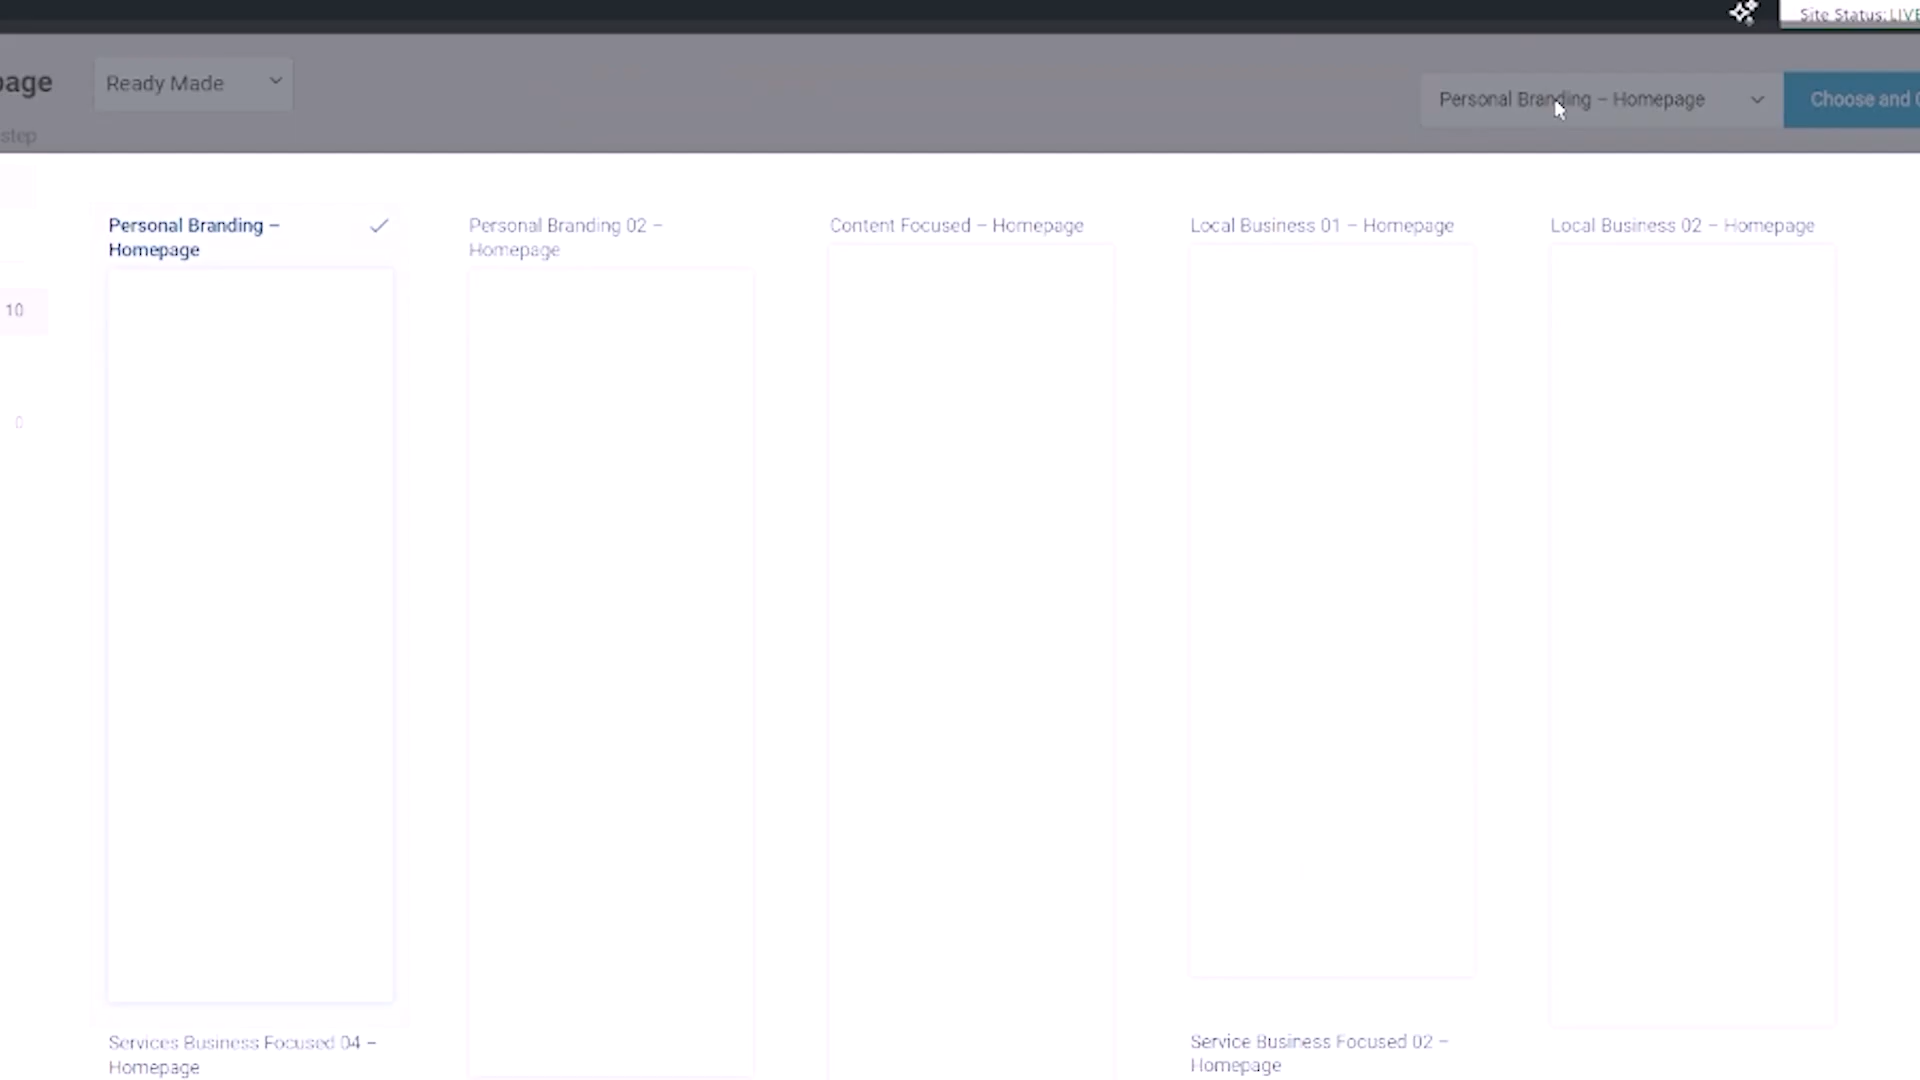 Site Status: LIVE
page
Ready Made
Personal Branding – Homepage
Choose and
step
Personal Branding –
Homepage
Personal Branding 02 –
Homepage
Content Focused – Homepage
Local Business 01 – Homepage
Local Business 02 – Homepage
10
0
Services Business Focused 04 –
Homepage
Service Business Focused 02 –
Homepage